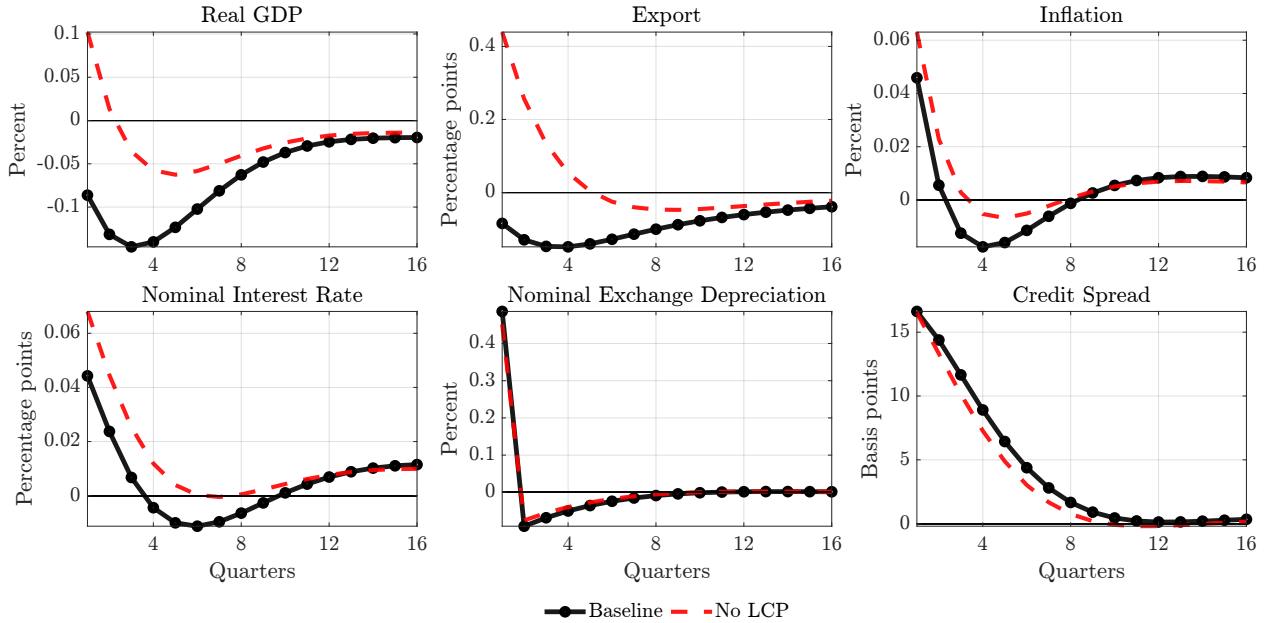 Real GDP
Percent
0.1
0.05
0
-0.05
-0.1
4
8
12
16
Export
Percentage points
0.4
0.2
0
4
8
12
16
Inflation
Percent
0.06
0.04
0.02
0
4
8
12
16
Nominal Interest Rate
Percentage points
0.06
0.04
0.02
0
4
8
12
16
Quarters
Nominal Exchange Depreciation
Percent
0.4
0.3
0.2
0.1
0
4
8
12
16
Quarters
Credit Spread
Basis points
15
10
5
0
4
8
12
16
Quarters
Baseline
No LCP